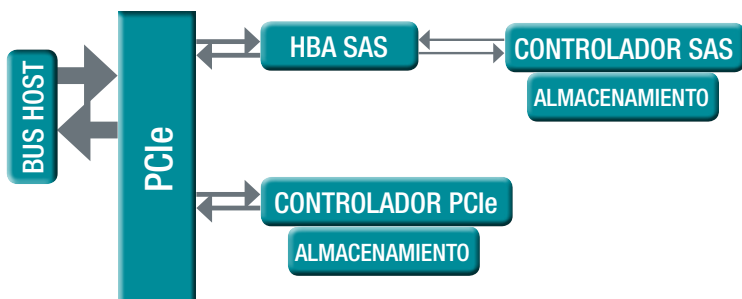 BUS HOST
PCIe
HBA SAS
CONTROLADOR SAS
ALMACENAMIENTO
CONTROLADOR PCIe
ALMACENAMIENTO